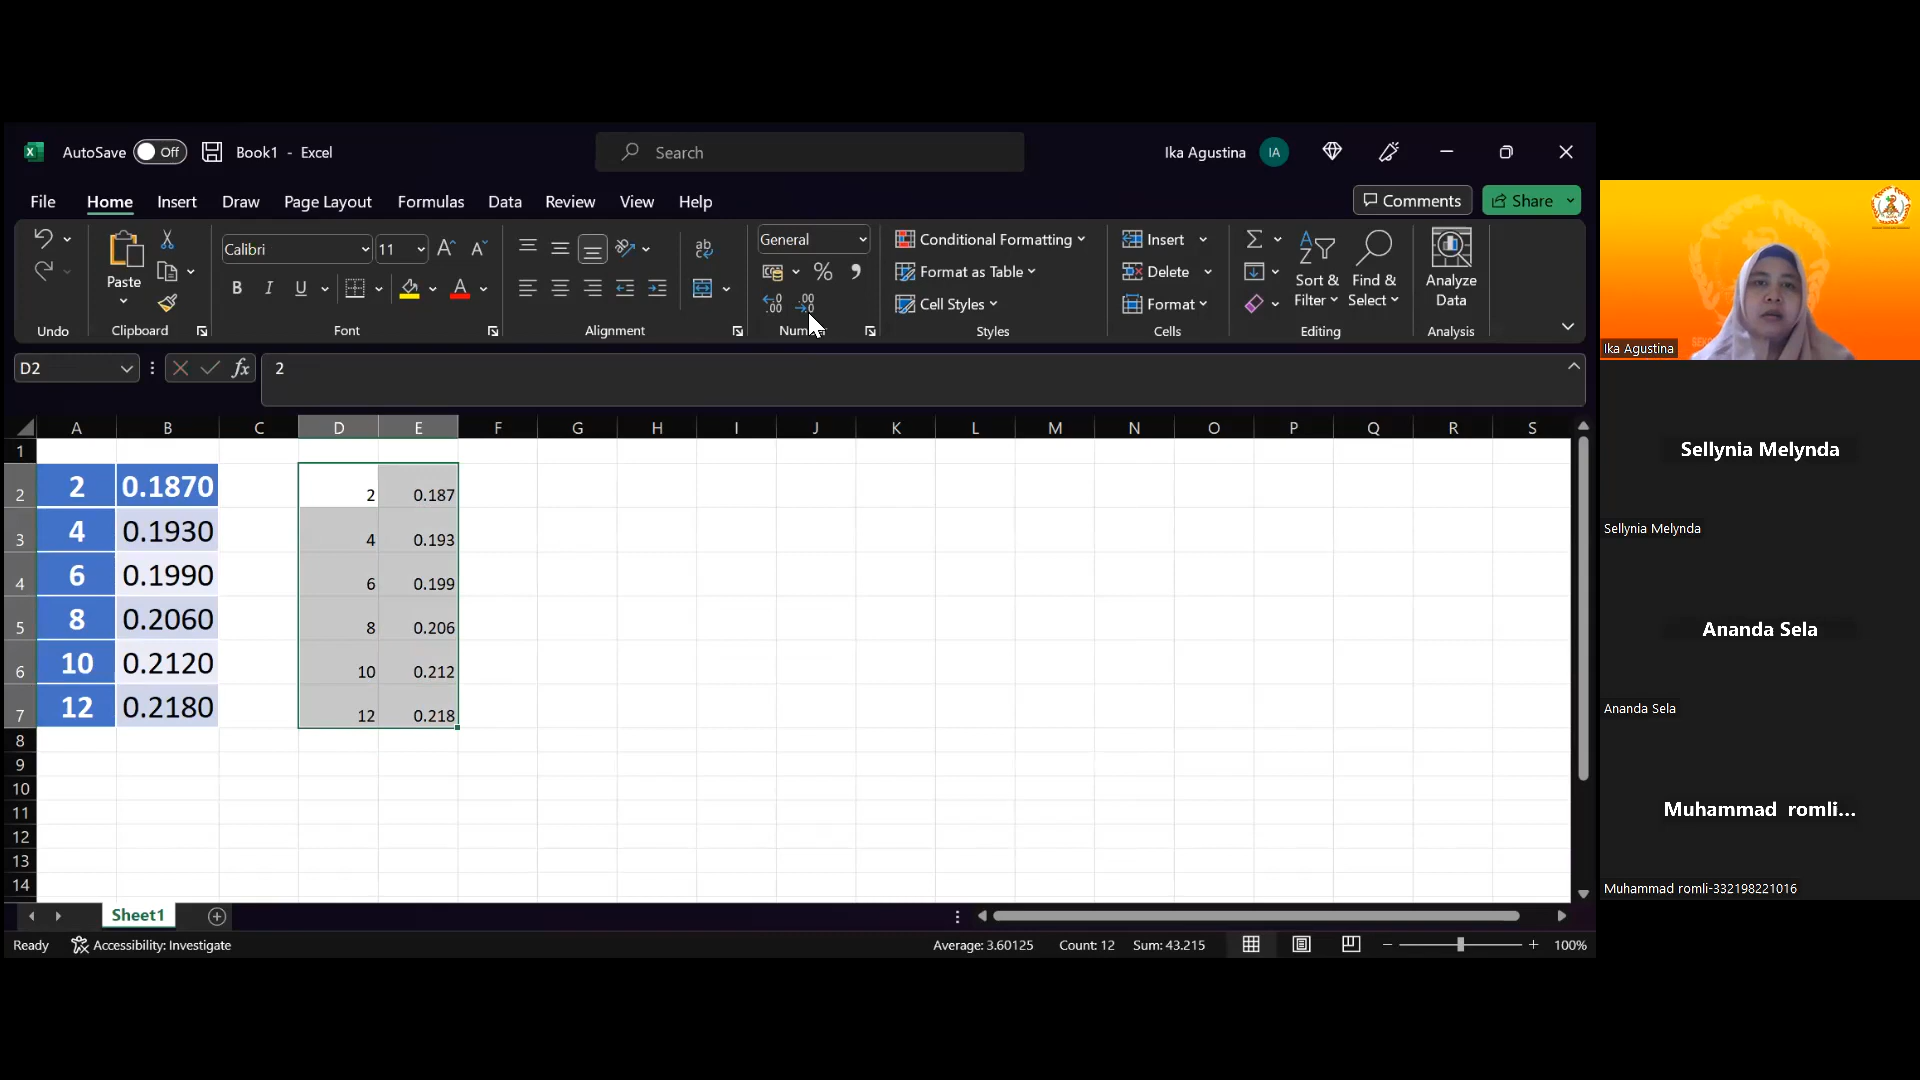 AutoSave Off Book1 - Excel Search Ika Agustina IA
File Home Insert Draw Page Layout Formulas Data Review View Help Comments Share
Calibri 11 General Conditional Formatting Insert
Paste Format as Table Delete Sort & Filter Find & Select Analyze Data
B I U A Cell Styles Format
Undo Clipboard Font Alignment Styles Cells Editing Analysis
D2 fx 2
A B C D E F G H I J K L M N O P Q R S
1
2 2 0.1870 2 0.187
3 4 0.1930 4 0.193
4 6 0.1990 6 0.199
5 8 0.2060 8 0.206
6 10 0.2120 10 0.212
7 12 0.2180 12 0.218
8
9
10
11
12
13
14
Sheet1
Ready Accessibility: Investigate Average: 3.60125 Count: 12 Sum: 43.215 100%
Ika Agustina
Sellynia Melynda
Sellynia Melynda
Ananda Sela
Ananda Sela
Muhammad romli...
Muhammad romli-332198221016